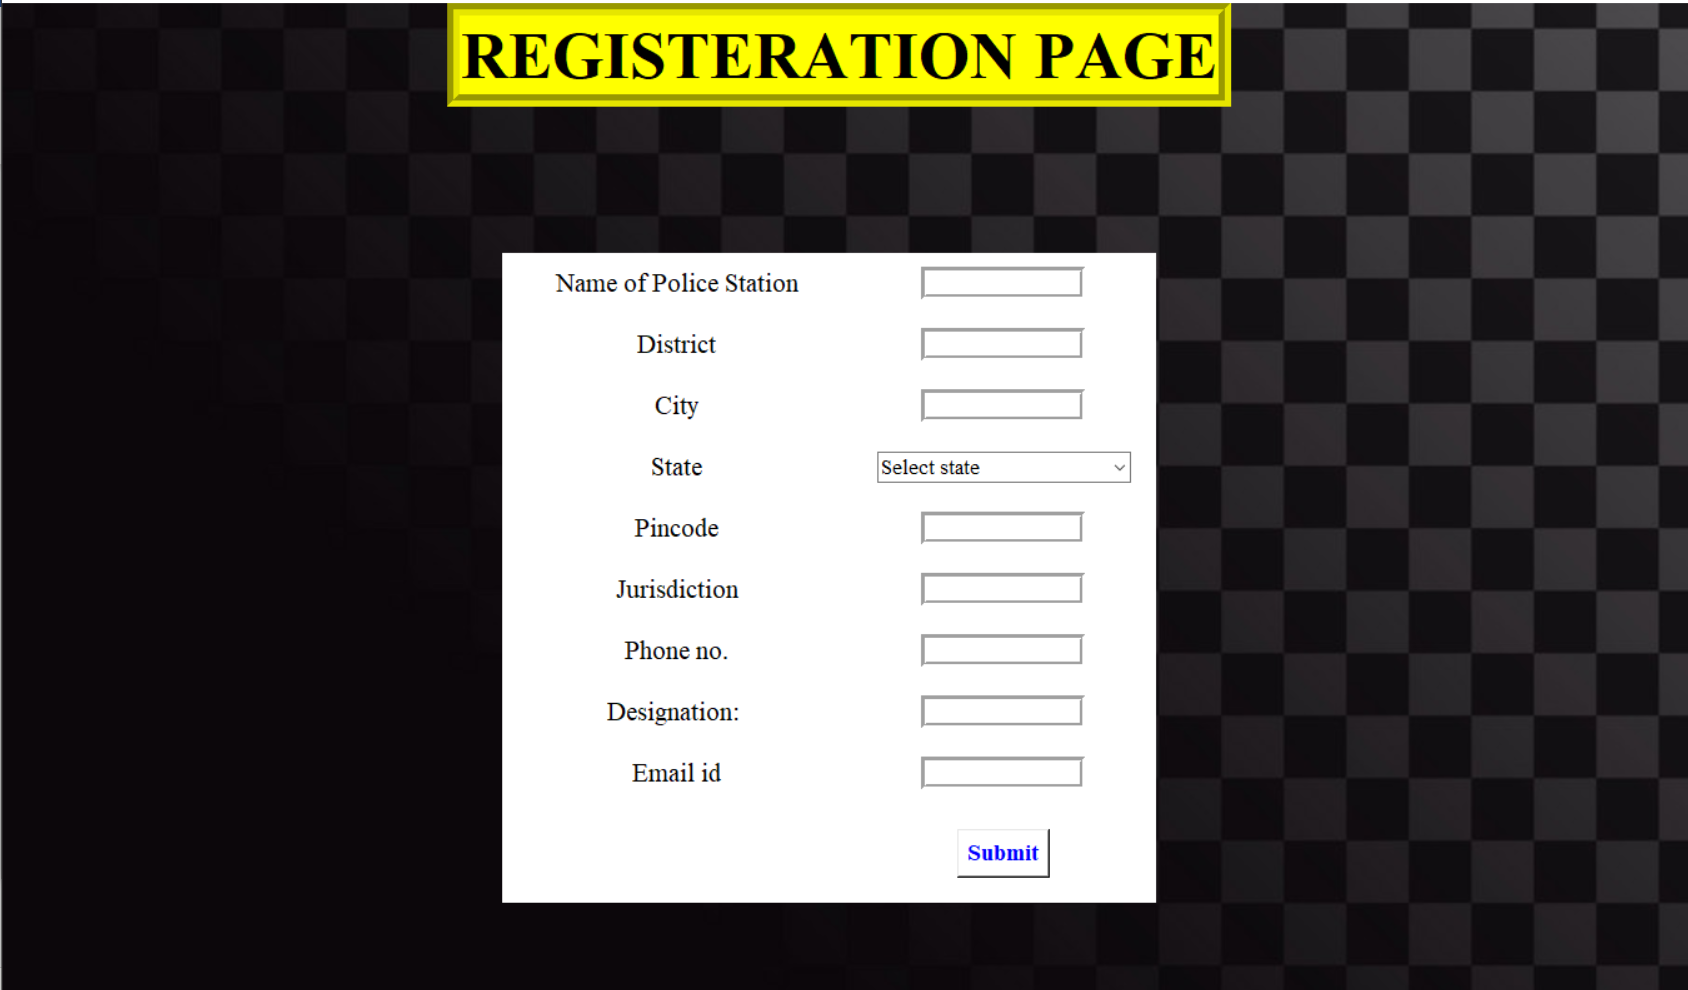 REGISTERATION PAGE
Name of Police Station
District
City
State Select state
Pincode
Jurisdiction
Phone no.
Designation:
Email id
Submit